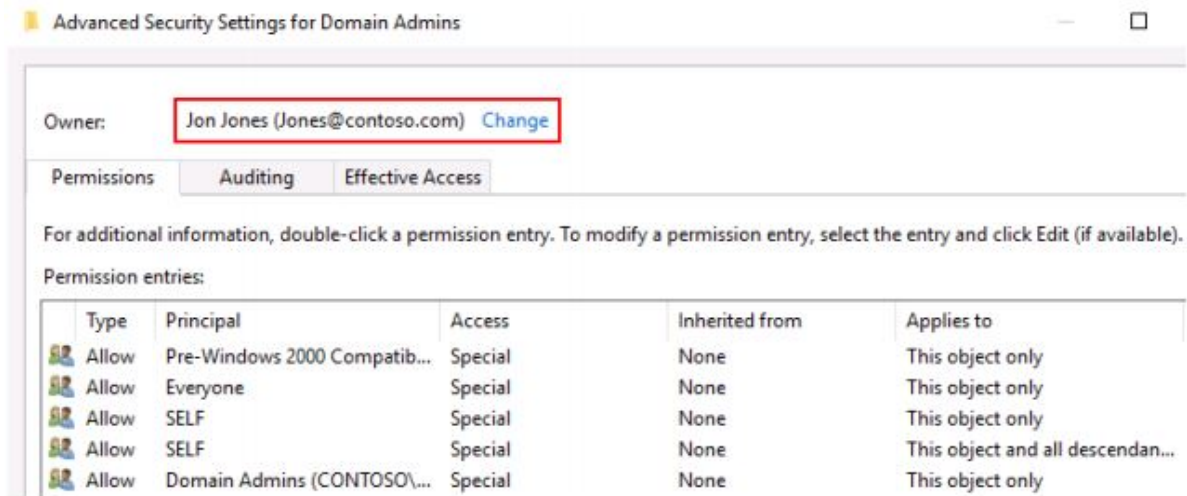 Advanced Security Settings for Domain Admins
Owner: Jon Jones (Jones@contoso.com) Change
Permissions Auditing Effective Access
For additional information, double-click a permission entry. To modify a permission entry, select the entry and click Edit (if available).
Permission entries:
Type Principal Access Inherited from Applies to
Allow Pre-Windows 2000 Compatib... Special None This object only
Allow Everyone Special None This object only
Allow SELF Special None This object only
Allow SELF Special None This object and all descendan...
Allow Domain Admins (CONTOSO\... Special None This object only